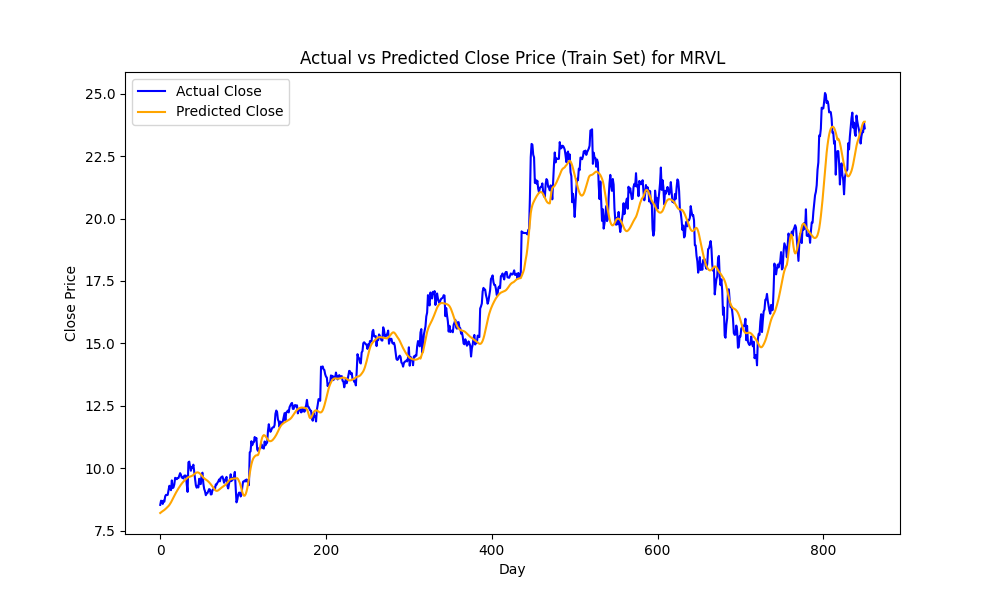 Actual vs Predicted Close Price (Train Set) for MRVL
Actual Close
Predicted Close
Close Price
25.0
22.5
20.0
17.5
15.0
12.5
10.0
7.5
0 200 400 600 800
Day